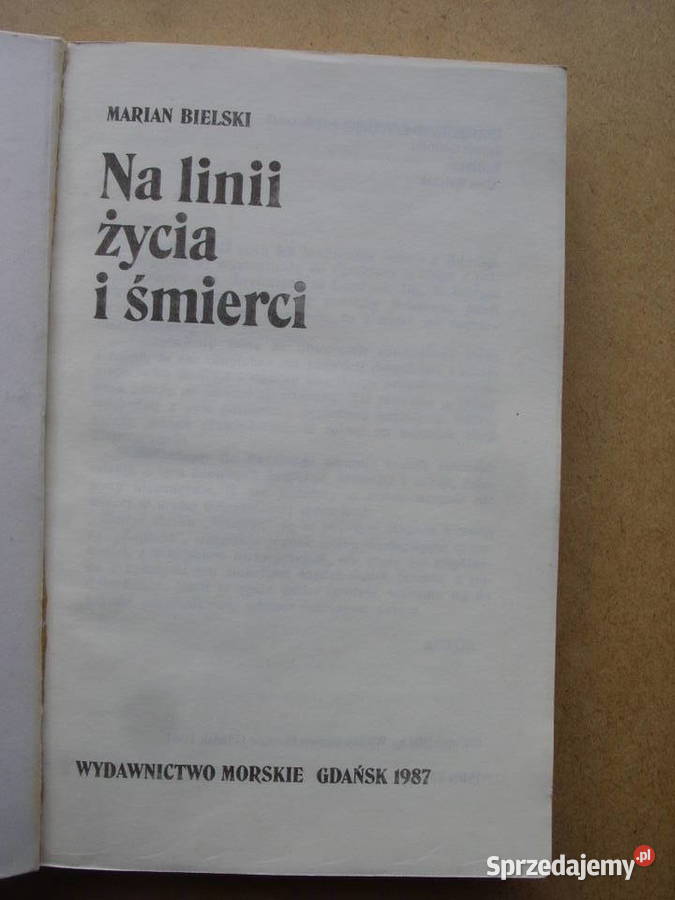 MARIAN BIELSKI
Na linii
życia
i śmierci
WYDAWNICTWO MORSKIE GDAŃSK 1987
Sprzedajemy.pl